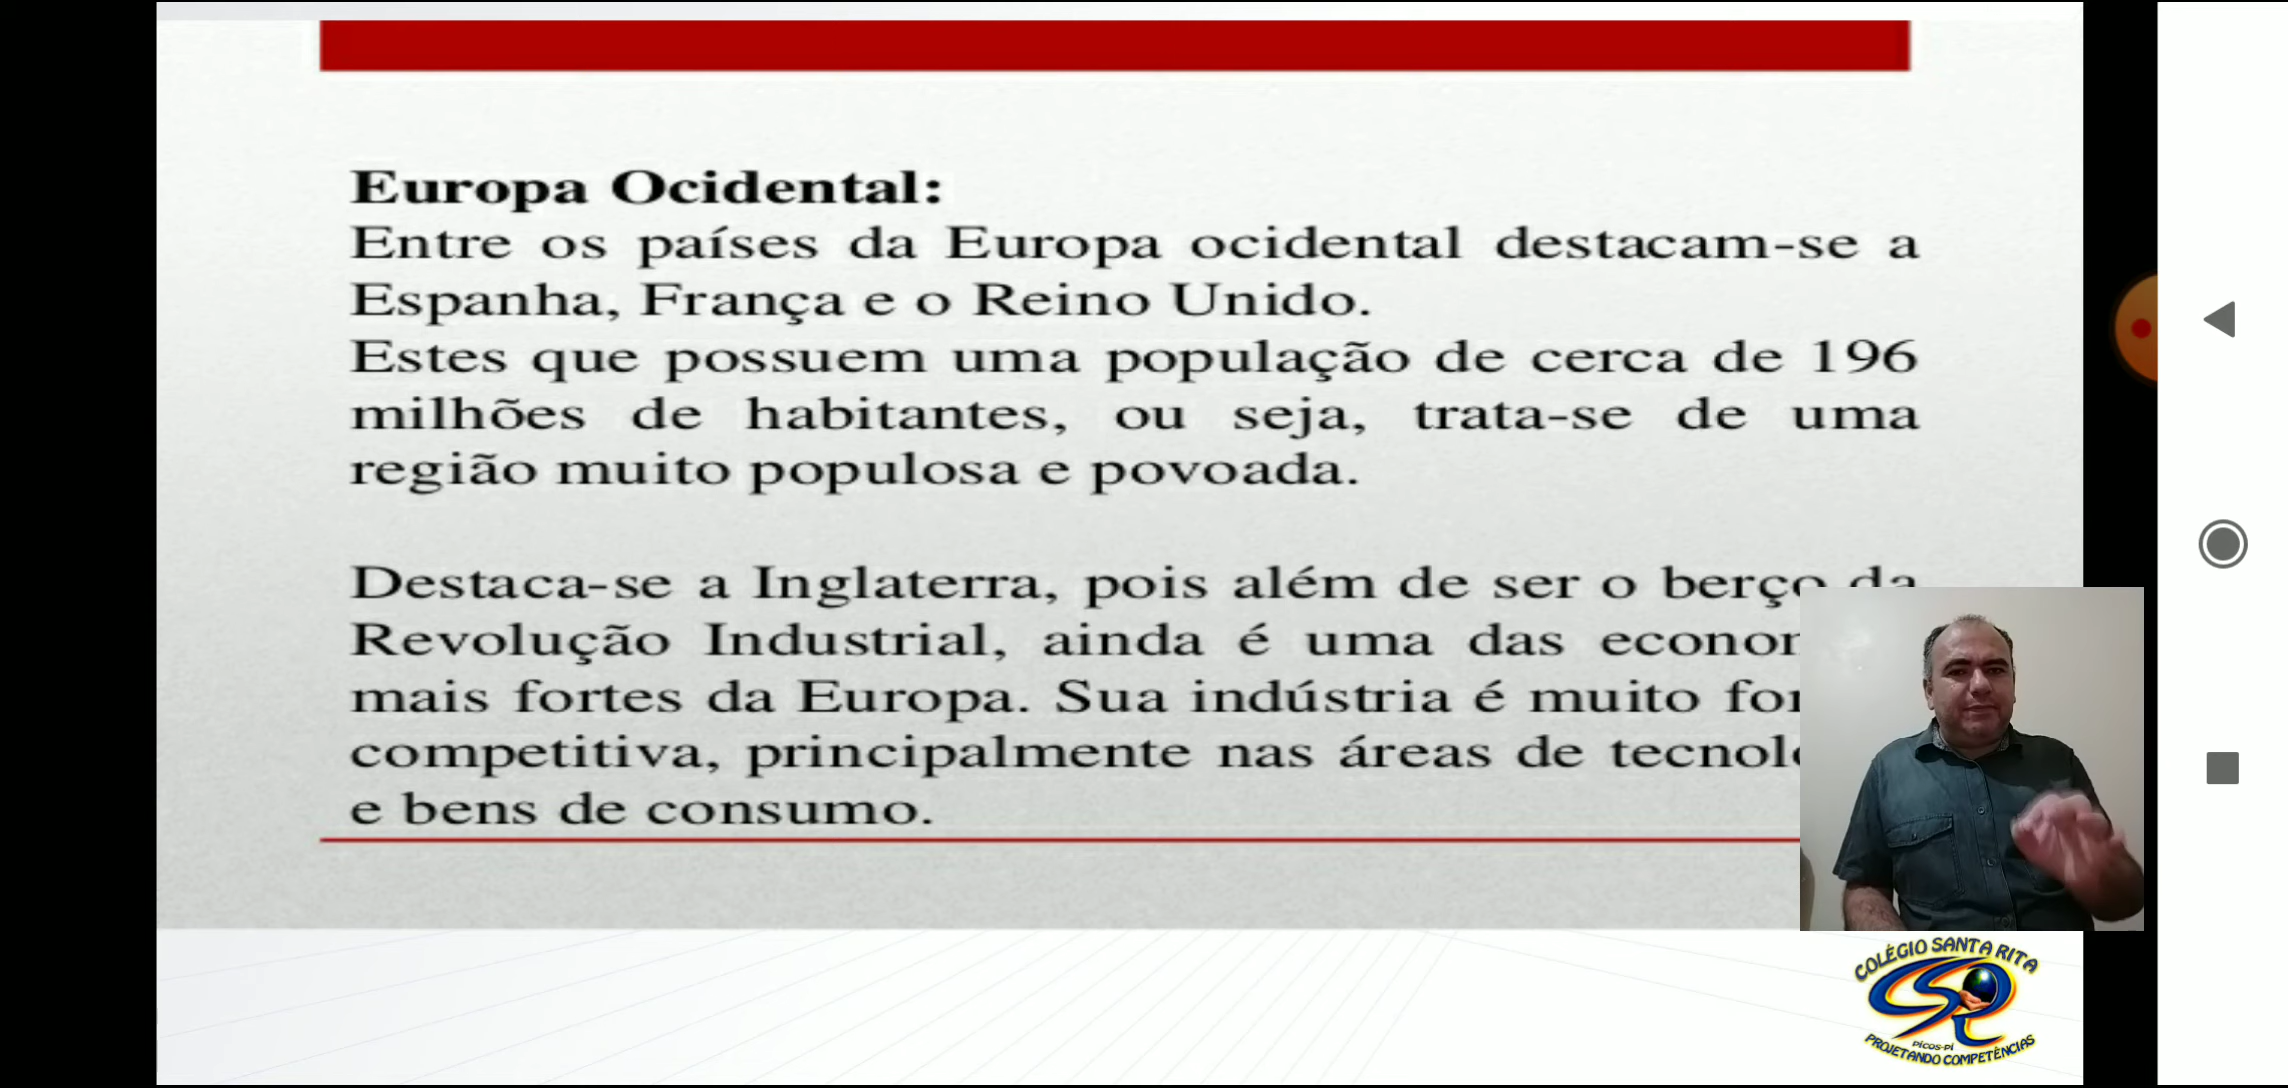 Europa Ocidental:
Entre os países da Europa ocidental destacam-se a
Espanha, França e o Reino Unido.
Estes que possuem uma população de cerca de 196
milhões de habitantes, ou seja, trata-se de uma
região muito populosa e povoada.
Destaca-se a Inglaterra, pois além de ser o berço da
Revolução Industrial, ainda é uma das
mais fortes da Europa. Sua indústria é muito
competitiva, principalmente nas áreas de
e bens de consumo.
COLÉGIO SANTA RITA
PICOS-PI
PROJETANDO COMPETÊNCIAS